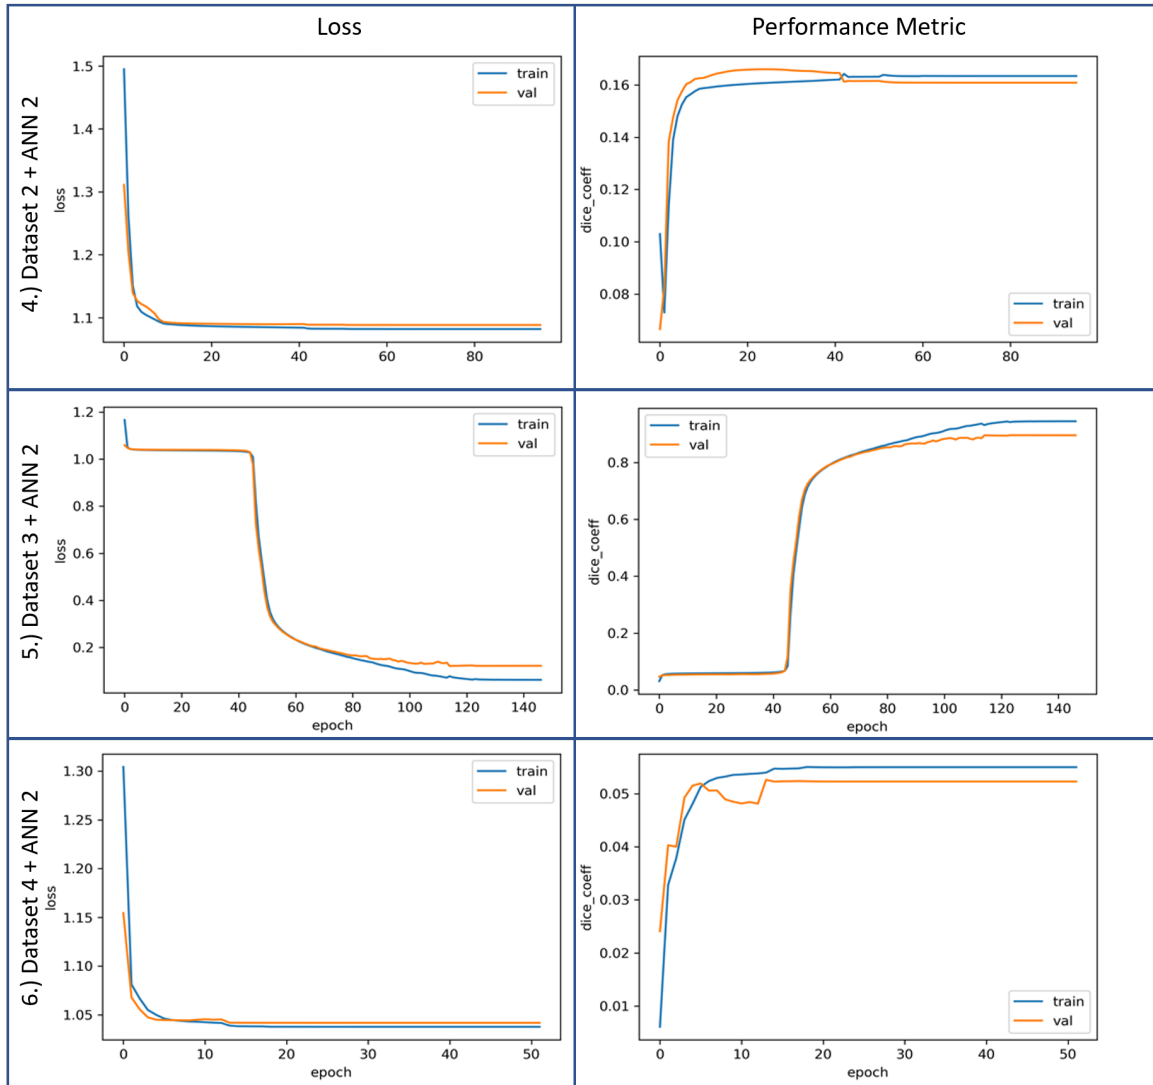 Loss
Performance Metric
4.) Dataset 2 + ANN 2
1.5
1.4
1.3
1.2
1.1
loss
0 20 40 60 80
train
val
0.16
0.14
0.12
0.10
0.08
dice_coeff
0 20 40 60 80
train
val
5.) Dataset 3 + ANN 2
1.2
1.0
0.8
0.6
0.4
0.2
loss
0 20 40 60 80 100 120 140
epoch
train
val
0.8
0.6
0.4
0.2
0.0
dice_coeff
0 20 40 60 80 100 120 140
epoch
train
val
6.) Dataset 4 + ANN 2
1.30
1.25
1.20
1.15
1.10
1.05
loss
0 10 20 30 40 50
epoch
train
val
0.05
0.04
0.03
0.02
0.01
dice_coeff
0 10 20 30 40 50
epoch
train
val